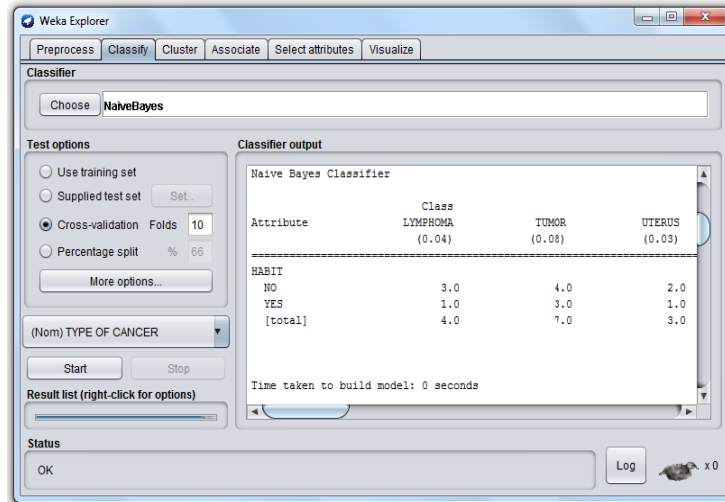 Weka Explorer
Preprocess Classify Cluster Associate Select attributes Visualize
Classifier
Choose NaiveBayes
Test options
Use training set
Supplied test set Set..
Cross-validation Folds 10
Percentage split % 66
More options...
(Nom) TYPE OF CANCER
Start Stop
Result list (right-click for options)
Classifier output
Naive Bayes Classifier
Class
Attribute LYMPHOMA TUMOR UTERUS
(0.04) (0.08) (0.03)
==========================================================================
HABIT
NO 3.0 4.0 2.0
YES 1.0 3.0 1.0
[total] 4.0 7.0 3.0
Time taken to build model: 0 seconds
Status
OK
Log x 0